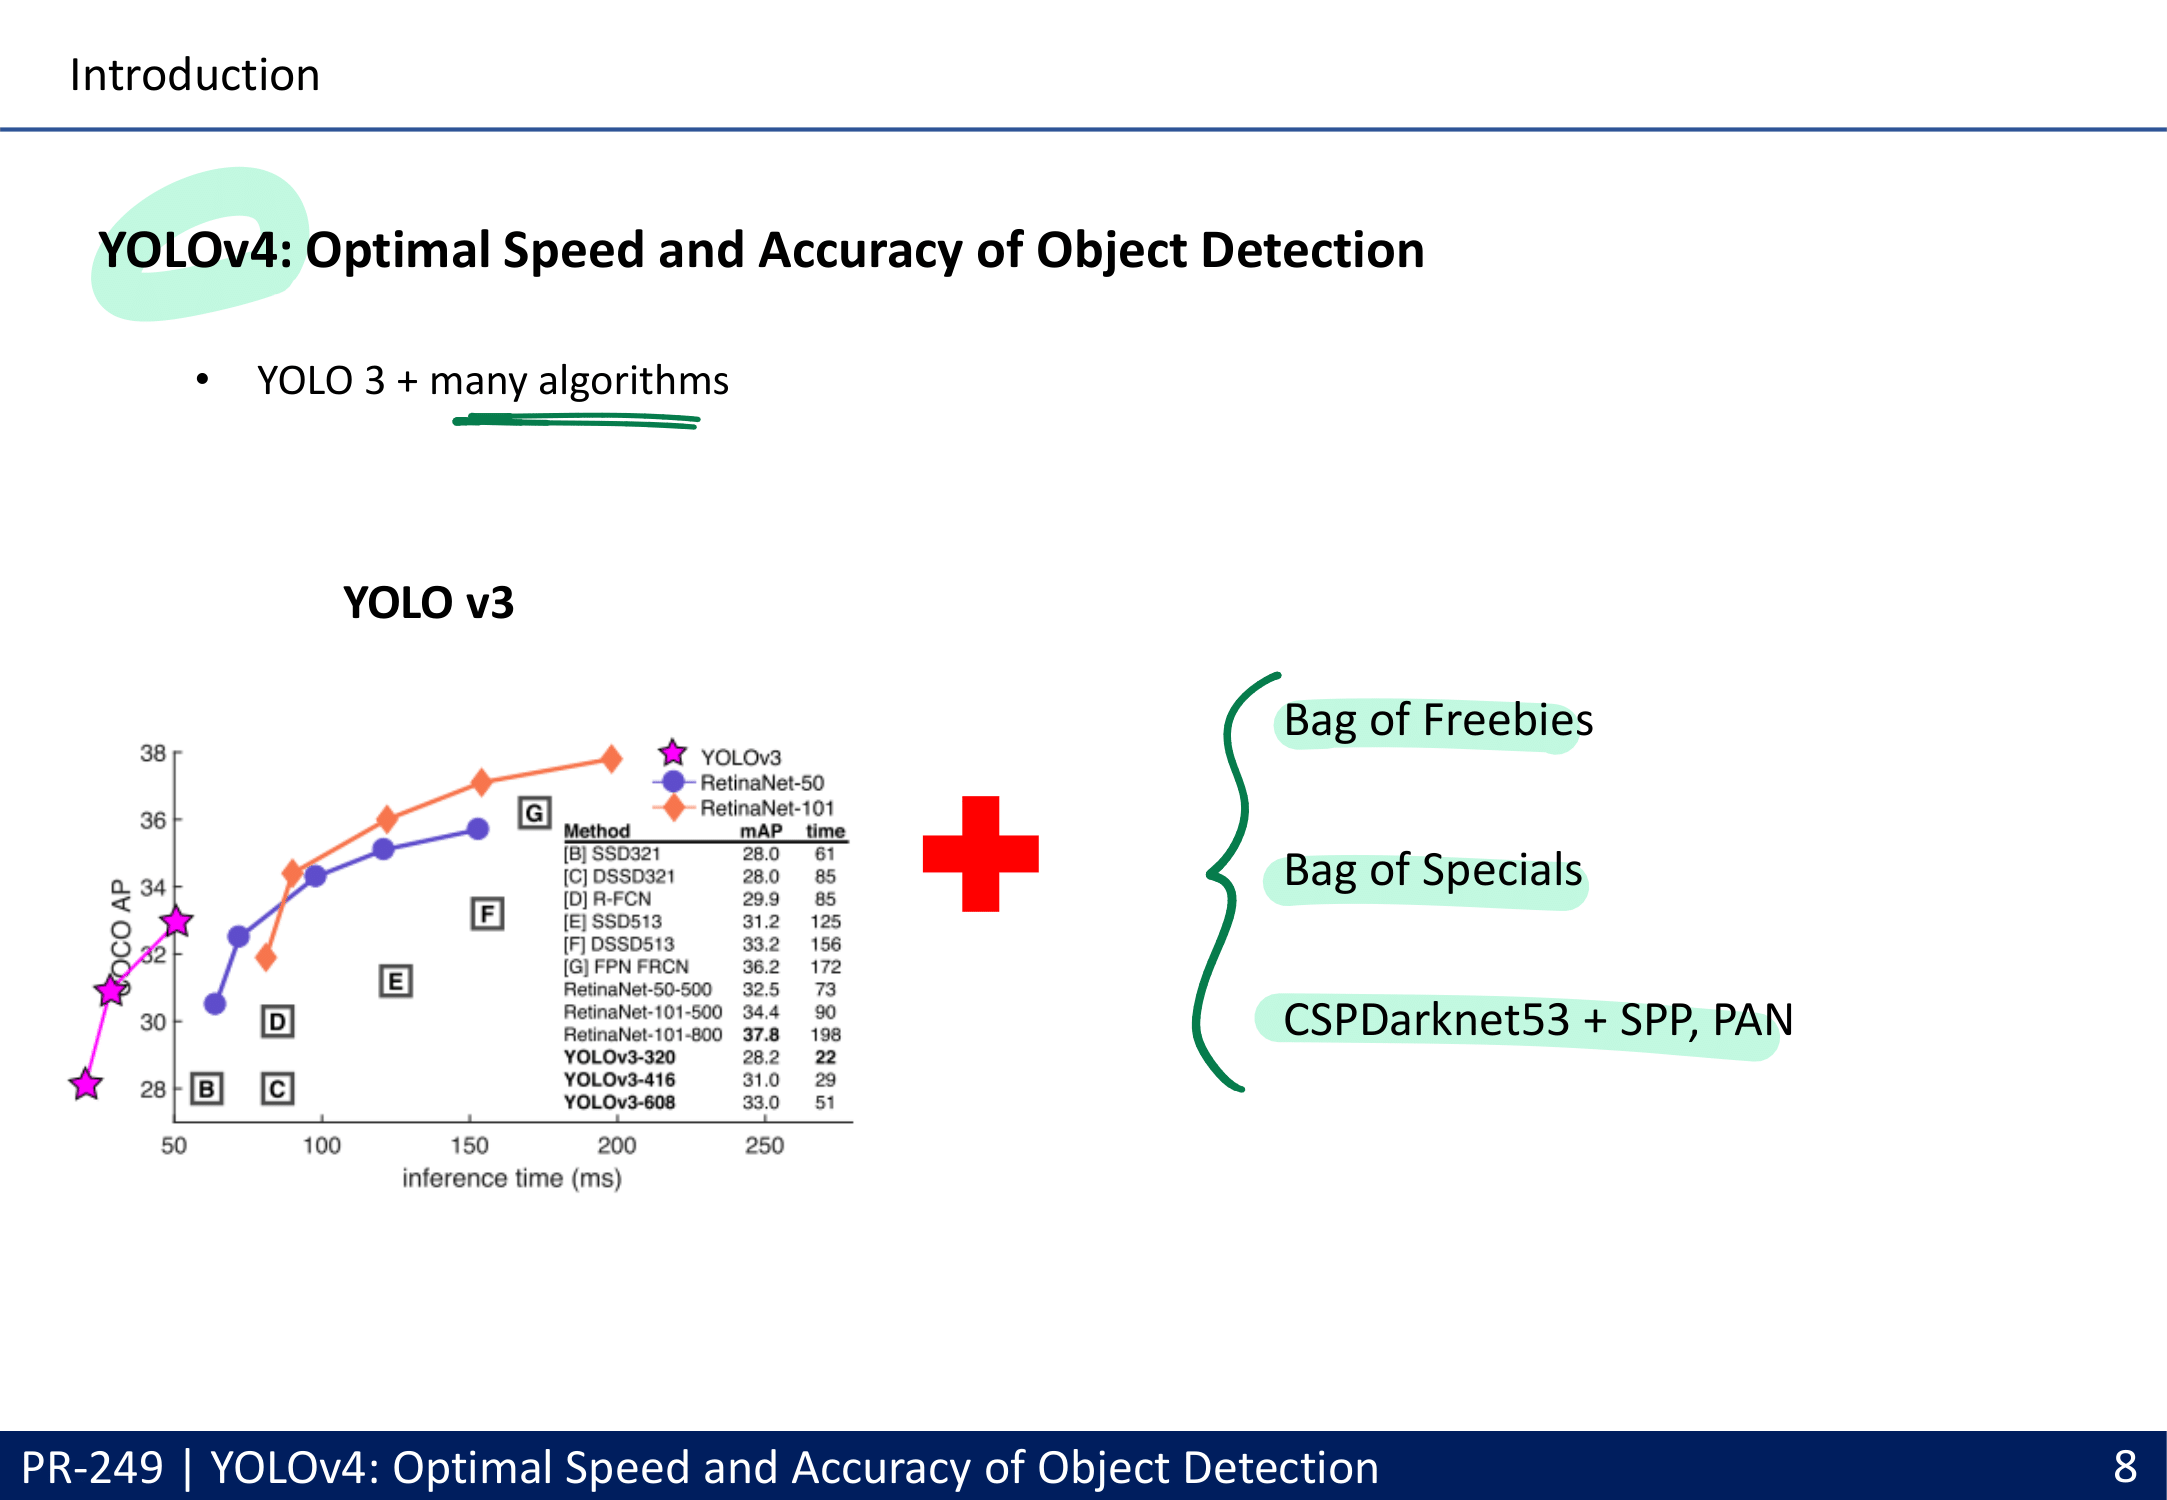 Introduction
YOLOv4: Optimal Speed and Accuracy of Object Detection
• YOLO 3 + many algorithms
YOLO v3
38
36
34
32
30
28
COCO AP
50 100 150 200 250
inference time (ms)
B
C
D
E
F
G
YOLOv3
RetinaNet-50
RetinaNet-101
Method mAP time
[B] SSD321 28.0 61
[C] DSSD321 28.0 85
[D] R-FCN 29.9 85
[E] SSD513 31.2 125
[F] DSSD513 33.2 156
[G] FPN FRCN 36.2 172
RetinaNet-50-500 32.5 73
RetinaNet-101-500 34.4 90
RetinaNet-101-800 37.8 198
YOLOv3-320 28.2 22
YOLOv3-416 31.0 29
YOLOv3-608 33.0 51
Bag of Freebies
Bag of Specials
CSPDarknet53 + SPP, PAN
PR-249 | YOLOv4: Optimal Speed and Accuracy of Object Detection 8